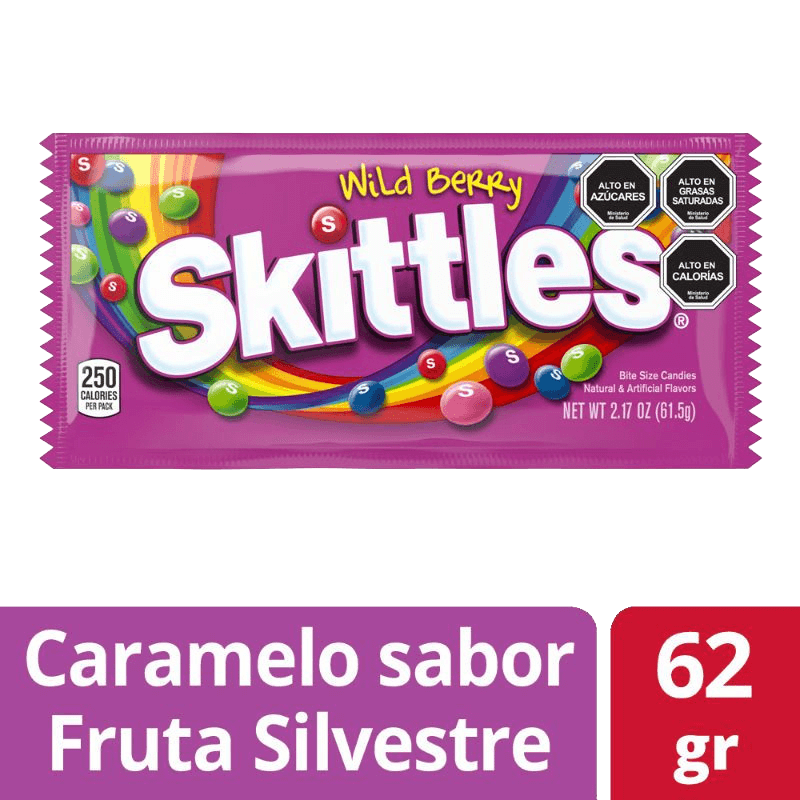 Wild Berry
Skittles®
ALTO EN
AZÚCARES
Ministerio
de Salud
ALTO EN
GRASAS
SATURADAS
Ministerio
de Salud
ALTO EN
CALORÍAS
Ministerio
de Salud
250
CALORIES
PER PACK
Bite Size Candies
Natural & Artificial Flavors
NET WT 2.17 OZ (61.5g)
S
S
S
S
S
S
S
S
S
S
S
S
S
Caramelo sabor
Fruta Silvestre
62
gr